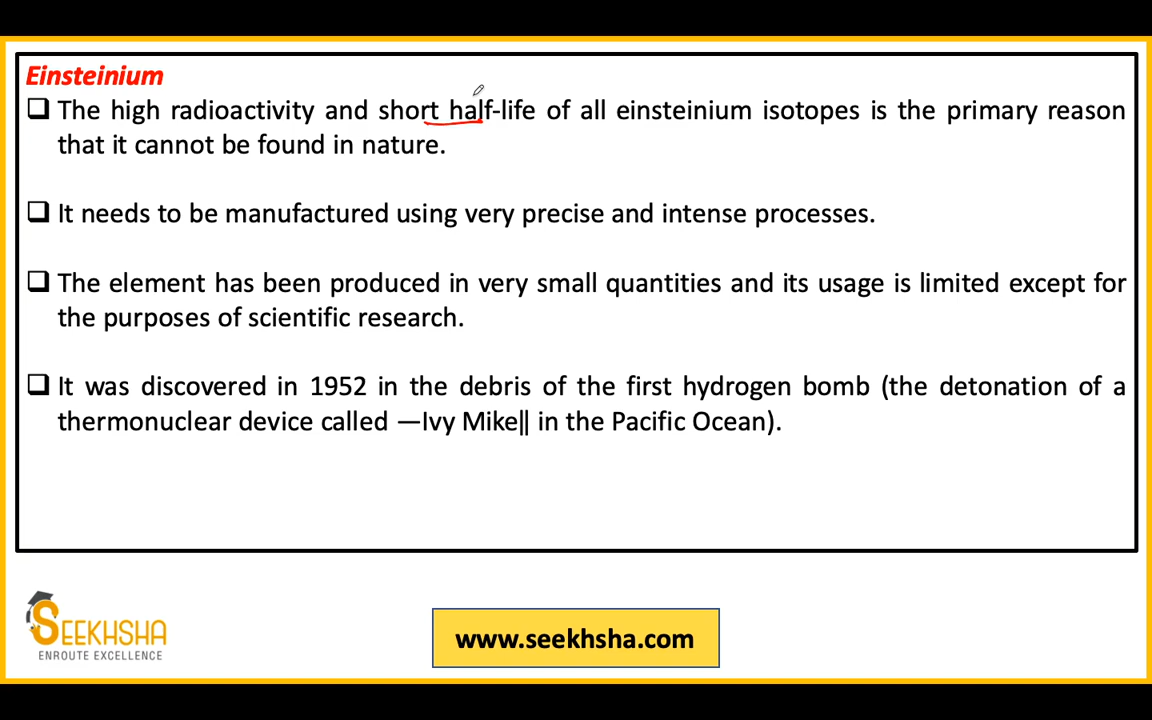 Einsteinium
❑ The high radioactivity and short half-life of all einsteinium isotopes is the primary reason
that it cannot be found in nature.
❑ It needs to be manufactured using very precise and intense processes.
❑ The element has been produced in very small quantities and its usage is limited except for
the purposes of scientific research.
❑ It was discovered in 1952 in the debris of the first hydrogen bomb (the detonation of a
thermonuclear device called ―Ivy Mike‖ in the Pacific Ocean).
SEEKHSHA
ENROUTE EXCELLENCE
www.seekhsha.com